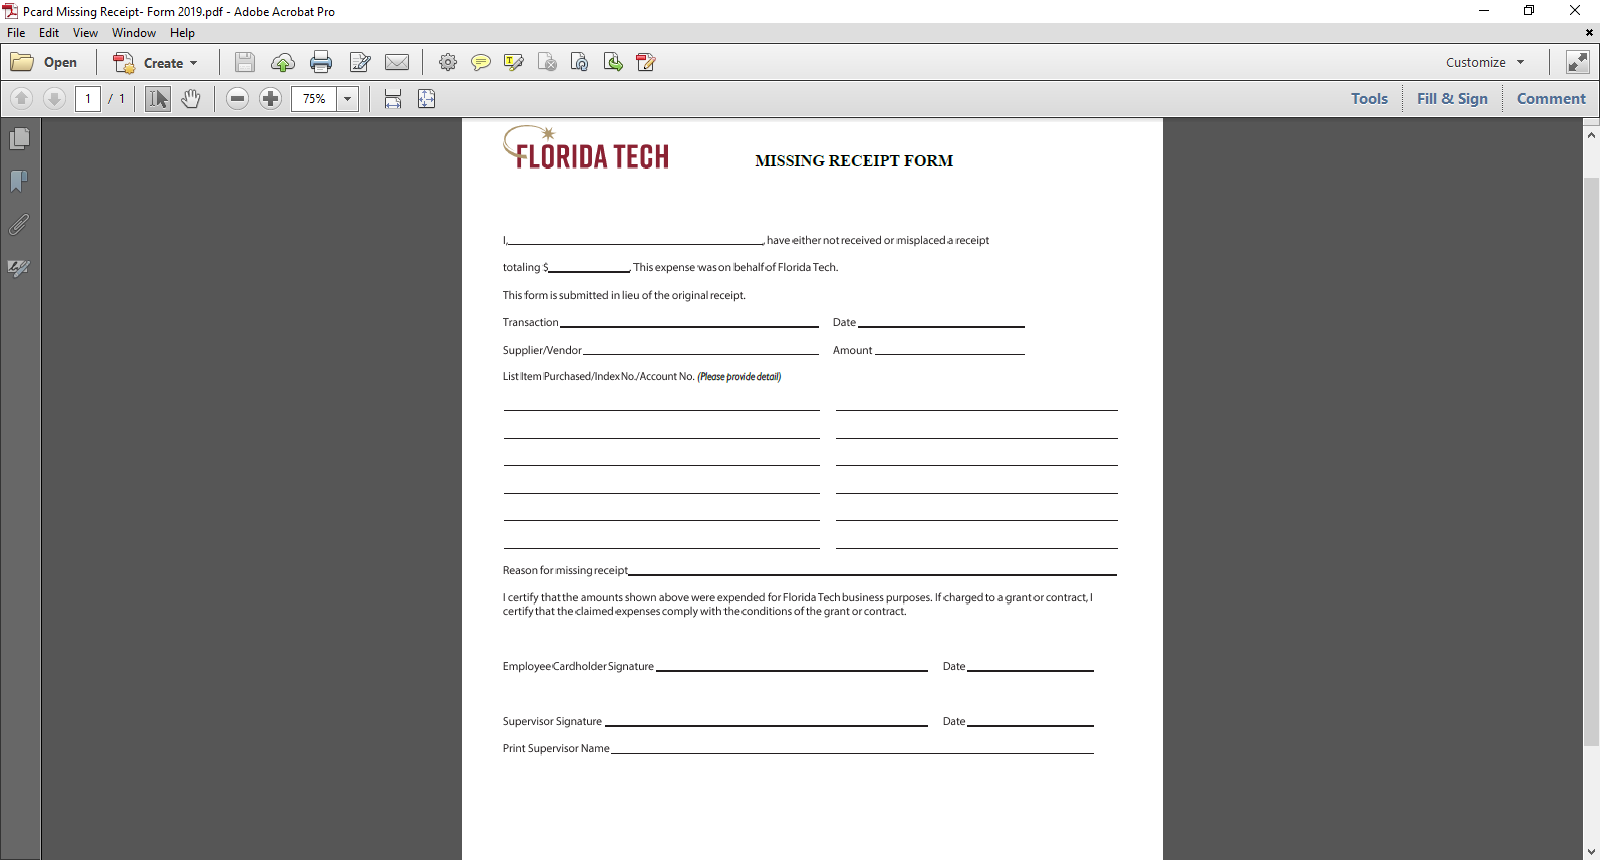 Pcard Missing Receipt- Form 2019.pdf - Adobe Acrobat Pro
File Edit View Window Help
Open Create Customize
1 / 1 75% Tools Fill & Sign Comment
FLORIDA TECH
MISSING RECEIPT FORM
I,, have either not received or misplaced a receipt
totaling $. This expense was on behalf of Florida Tech.
This form is submitted in lieu of the original receipt.
Transaction Date
Supplier/Vendor Amount
List Item Purchased/Index No./Account No. (Please provide detail)
Reason for missing receipt
I certify that the amounts shown above were expended for Florida Tech business purposes. If charged to a grant or contract, I
certify that the claimed expenses comply with the conditions of the grant or contract.
Employee Cardholder Signature Date
Supervisor Signature Date
Print Supervisor Name